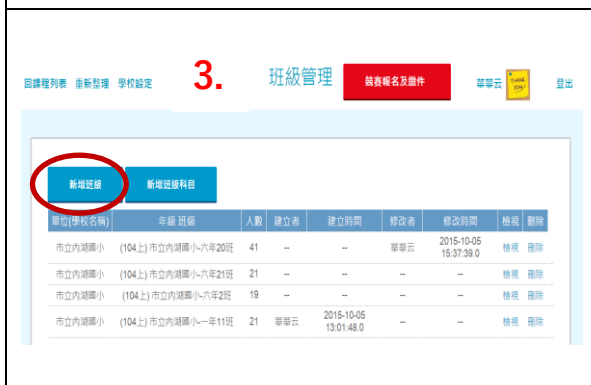 回課程列表 重新整理 學校設定 3. 班級管理 競賽報名及繳件 華華云 登出
新增班級 新增班級科目
單位(學校名稱) 年級 班級 人數 建立者 建立時間 修改者 修改時間 檢視 刪除
市立內湖國小 (104上) 市立內湖國小-六年20班 41 -- -- 華華云 2015-10-05 15:37:39.0 檢視 刪除
市立內湖國小 (104上) 市立內湖國小-六年21班 21 -- -- -- -- 檢視 刪除
市立內湖國小 (104上) 市立內湖國小-六年2班 19 -- -- -- -- 檢視 刪除
市立內湖國小 (104上) 市立內湖國小-一年11班 21 華華云 2015-10-05 13:01:48.0 -- -- 檢視 刪除